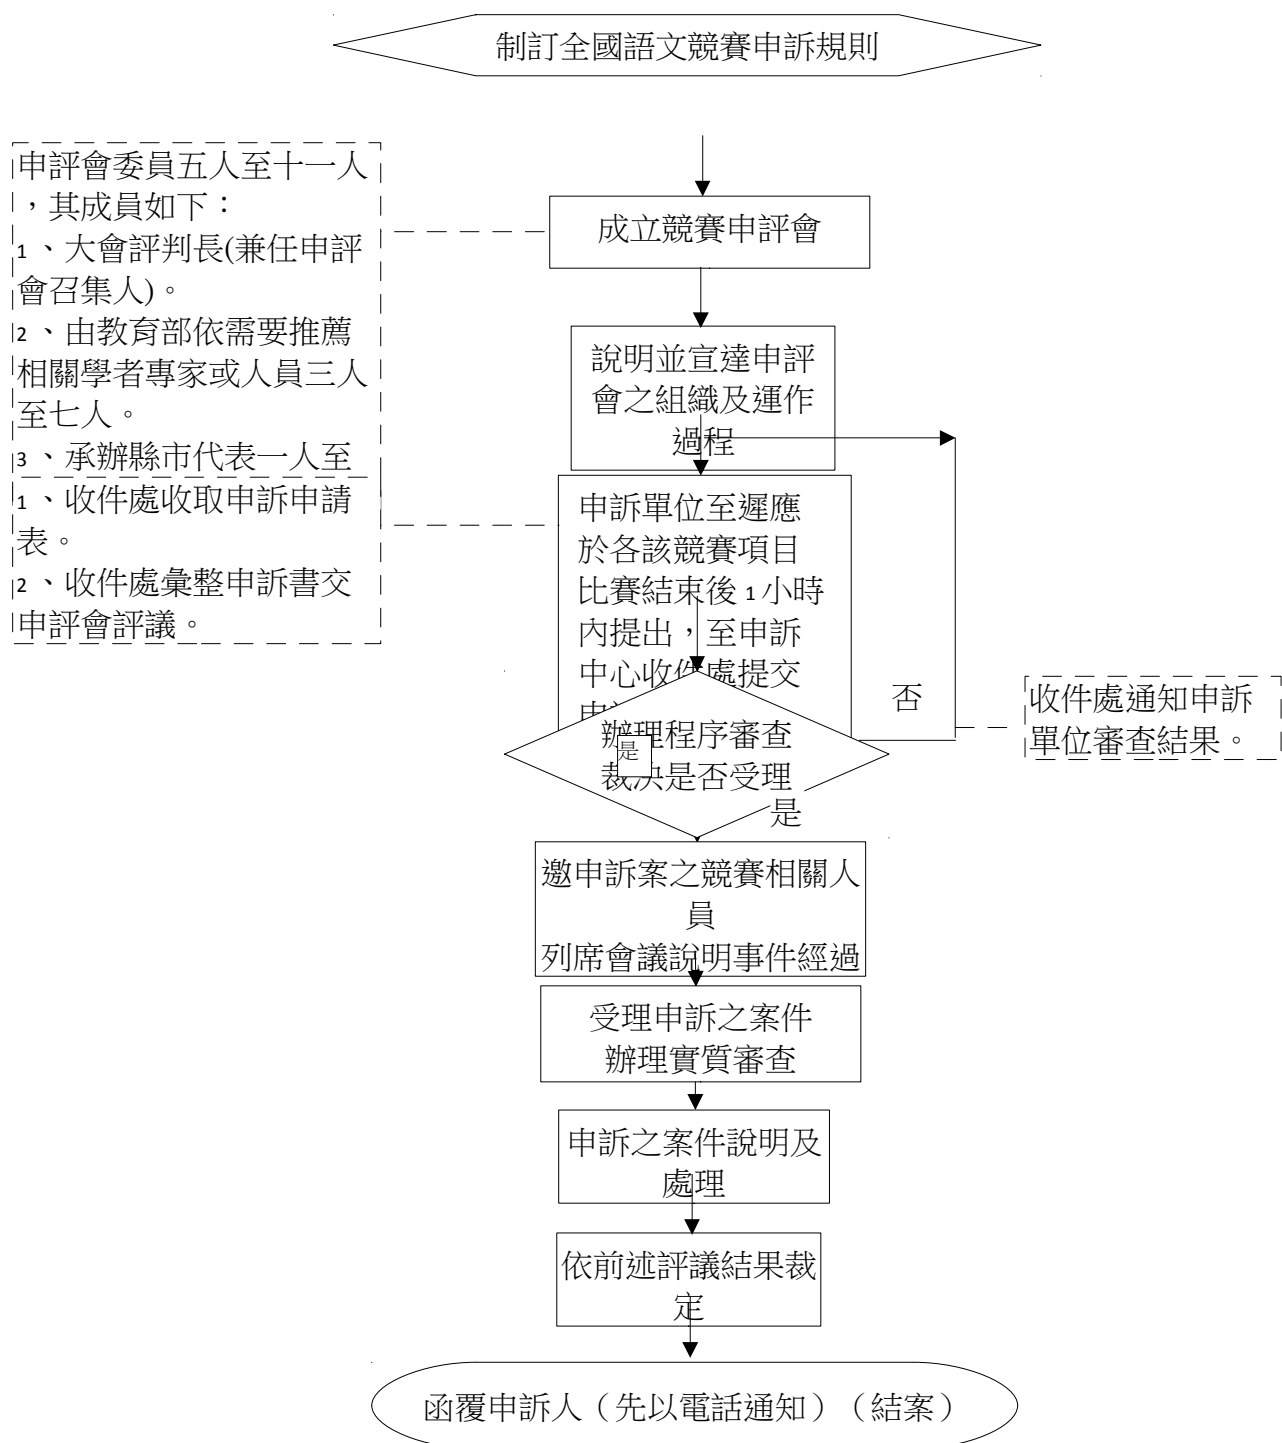 制訂全國語文競賽申訴規則
申評會委員五人至十一人
，其成員如下：
1、大會評判長(兼任申評
會召集人)。
2、由教育部依需要推薦
相關學者專家或人員三人
至七人。
3、承辦縣市代表一人至
1、收件處收取申訴申請
表。
2、收件處彙整申訴書交
申評會評議。
成立競賽申評會
說明並宣達申評
會之組織及運作
過程
申訴單位至遲應
於各該競賽項目
比賽結束後1小時
內提出，至申訴
中心收件處提交
否
收件處通知申訴
單位審查結果。
辦理程序審查
是
裁決是否受理
是
邀申訴案之競賽相關人
員
列席會議說明事件經過
受理申訴之案件
辦理實質審查
申訴之案件說明及
處理
依前述評議結果裁
定
函覆申訴人（先以電話通知）（結案）